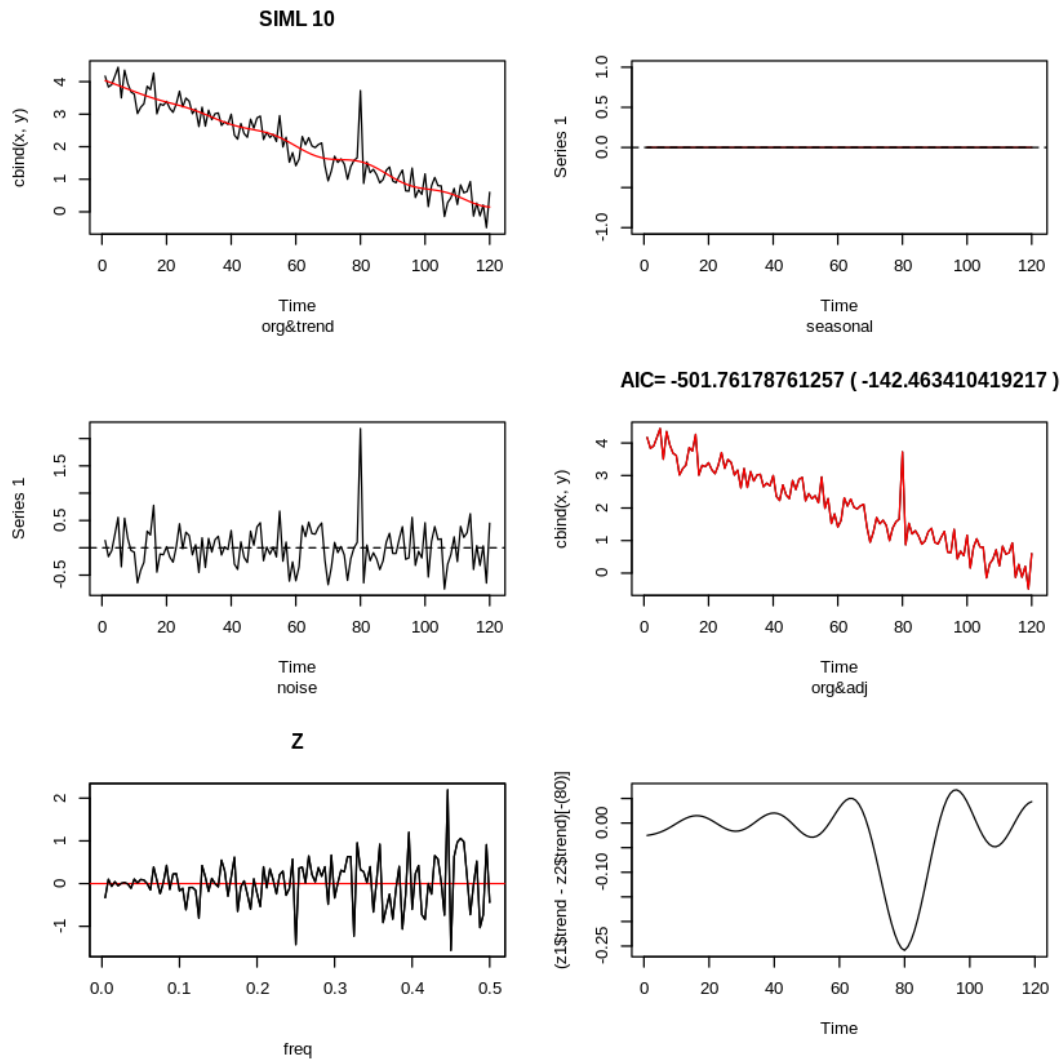 SIML 10
cbind(x, y)
4
3
2
1
0
0 20 40 60 80 100 120
Time
org&trend
Series 1
1.0
0.5
0.0
-1.0
0 20 40 60 80 100 120
Time
seasonal
Series 1
1.5
0.5
-0.5
0 20 40 60 80 100 120
Time
noise
AIC= -501.76178761257 ( -142.463410419217 )
cbind(x, y)
4
3
2
1
0
0 20 40 60 80 100 120
Time
org&adj
Z
2
1
0
-1
0.0 0.1 0.2 0.3 0.4 0.5
freq
(z1$trend - z2$trend)[-(80)]
0.00
-0.10
-0.25
0 20 40 60 80 100 120
Time